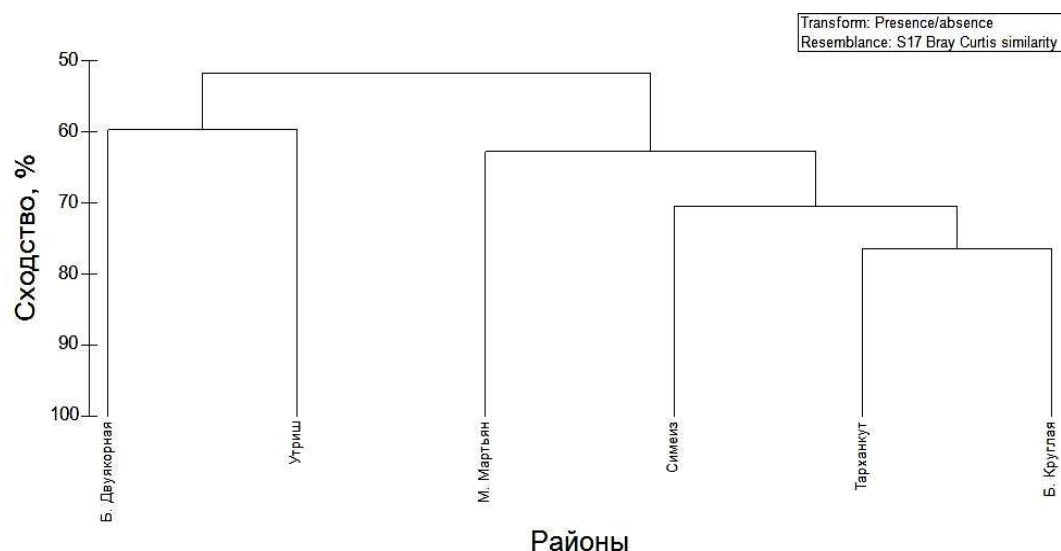 Transform: Presence/absence
Resemblance: S17 Bray Curtis similarity
Сходство, %
50
60
70
80
90
100
Б. Двуякорная
Утриш
М. Мартьян
Симеиз
Тарханкут
Б. Круглая
Районы